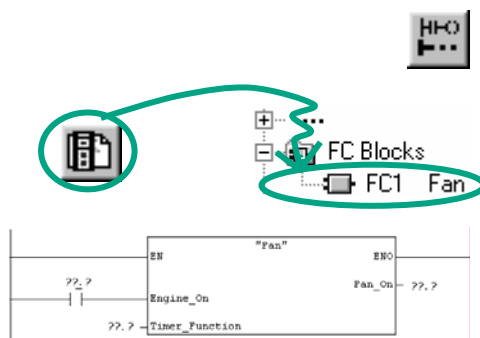 FC Blocks
FC1 Fan
"Fan"
EN ENO
??.? Fan_On ??.?
Engine_On
??.? Timer_Function